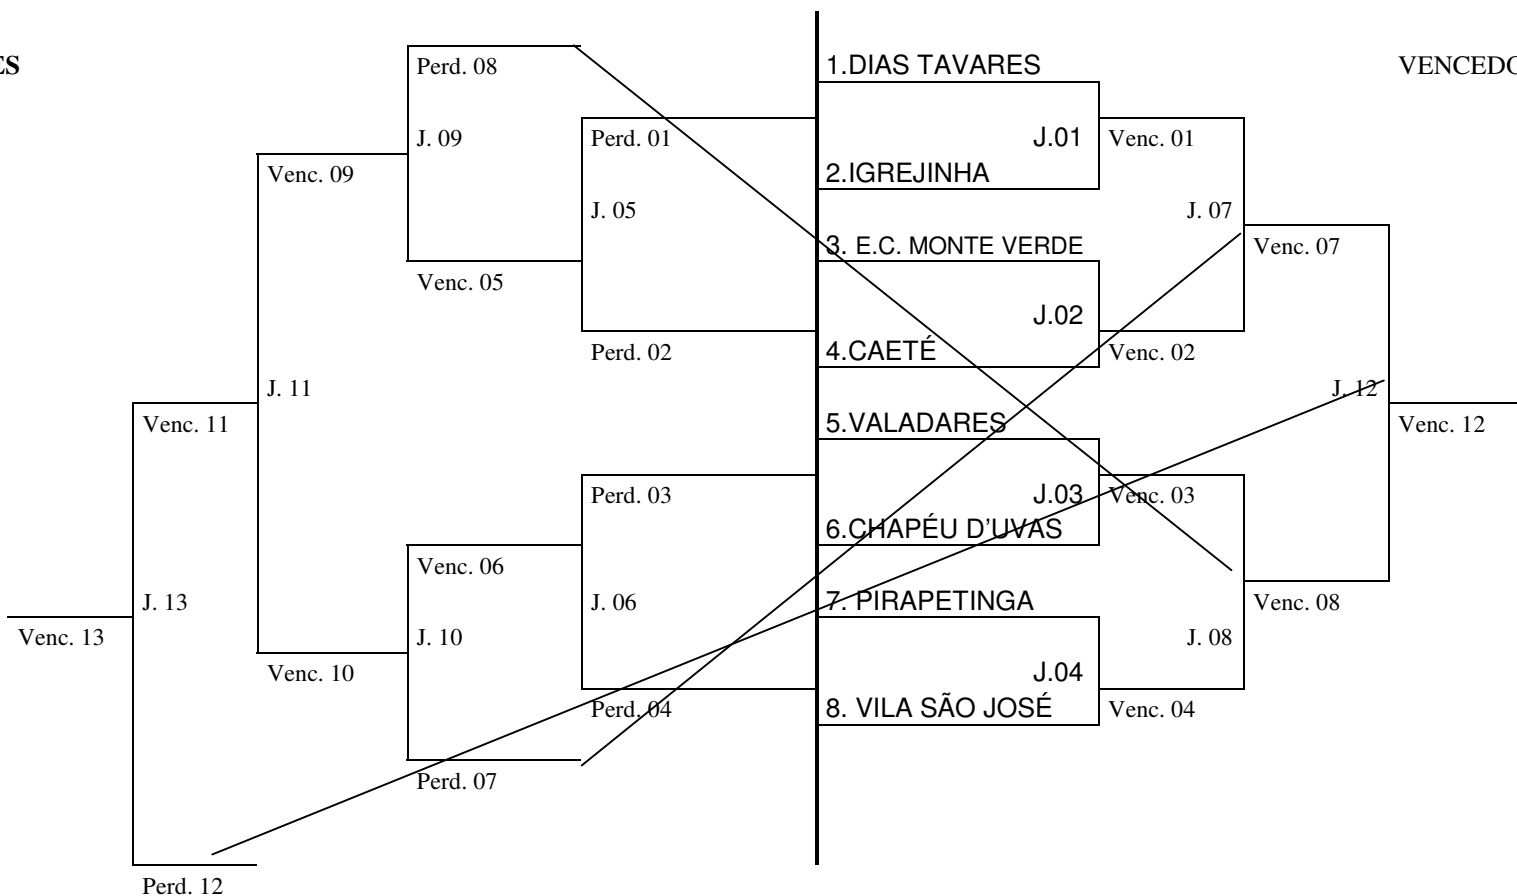 ES
Perd. 08
1.DIAS TAVARES
VENCEDO
J. 09
Perd. 01
J.01
Venc. 01
Venc. 09
2.IGREJINHA
J. 05
J. 07
3. E.C. MONTE VERDE
Venc. 07
Venc. 05
J.02
Perd. 02
4.CAETÉ
Venc. 02
J. 11
J. 12
Venc. 11
5.VALADARES
Venc. 12
Perd. 03
J.03
Venc. 03
6.CHAPÉU D'UVAS
Venc. 06
J. 13
J. 06
7. PIRAPETINGA
Venc. 08
Venc. 13
J. 10
J. 08
Venc. 10
J.04
Perd. 04
8. VILA SÃO JOSÉ
Venc. 04
Perd. 07
Perd. 12